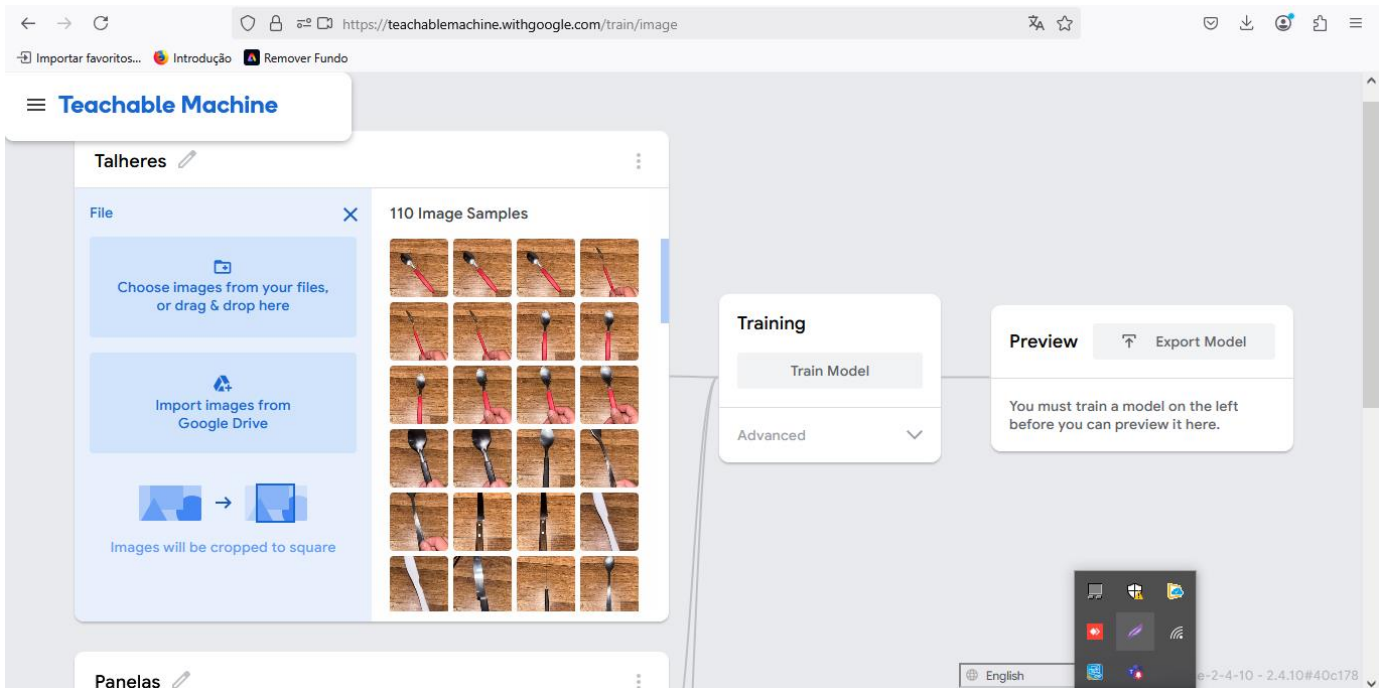 https://teachablemachine.withgoogle.com/train/image
Importar favoritos... Introdução Remover Fundo
Teachable Machine
Talheres
File
110 Image Samples
Choose images from your files,
or drag & drop here
Import images from
Google Drive
Images will be cropped to square
Training
Train Model
Advanced
Preview
Export Model
You must train a model on the left
before you can preview it here.
Panelas
English
e-2-4-10 - 2.4.10#40c178